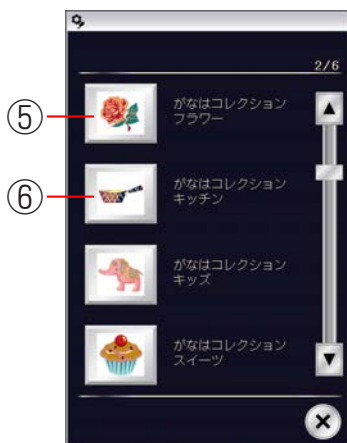 2/6
⑤
がなはコレクション
フラワー
⑥
がなはコレクション
キッチン
がなはコレクション
キッズ
がなはコレクション
スイーツ